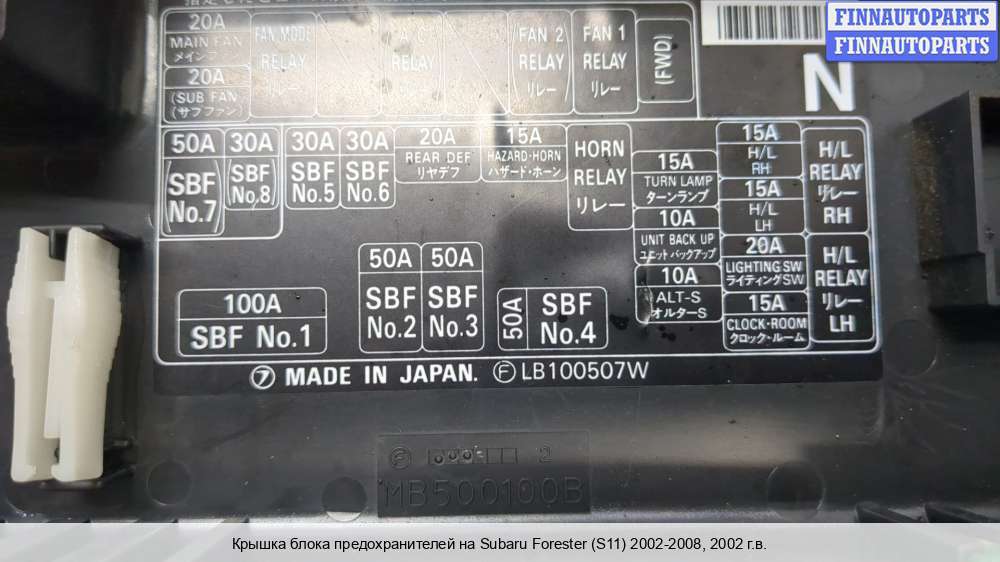 FINNAUTOPARTS
FINNAUTOPARTS
20A
MAIN FAN
メインファン
20A
(SUB FAN
(サブファン)
FAN MODE
RELAY
リレー
A/C
RELAY
リレー
FAN 2
RELAY
リレー
FAN 1
RELAY
リレー
(FWD)
N
50A
SBF
No.7
30A
SBF
No.8
30A
SBF
No.5
30A
SBF
No.6
20A
REAR DEF
リヤデフ
15A
HAZARD·HORN
ハザード・ホーン
HORN
RELAY
リレー
15A
TURN LAMP
ターンランプ
10A
UNIT BACK UP
ユニットバックアップ
10A
ALT-S
オルターS
15A
H/L
RH
15A
H/L
LH
20A
LIGHTING SW
ライティングSW
15A
CLOCK·ROOM
クロック・ルーム
H/L
RELAY
リレー
RH
H/L
RELAY
リレー
LH
100A
SBF No.1
50A
SBF
No.2
50A
SBF
No.3
50A
SBF
No.4
MADE IN JAPAN. Ⓕ LB100507W
Ⓕ 2
MB500100B
Крышка блока предохранителей на Subaru Forester (S11) 2002-2008, 2002 г.в.